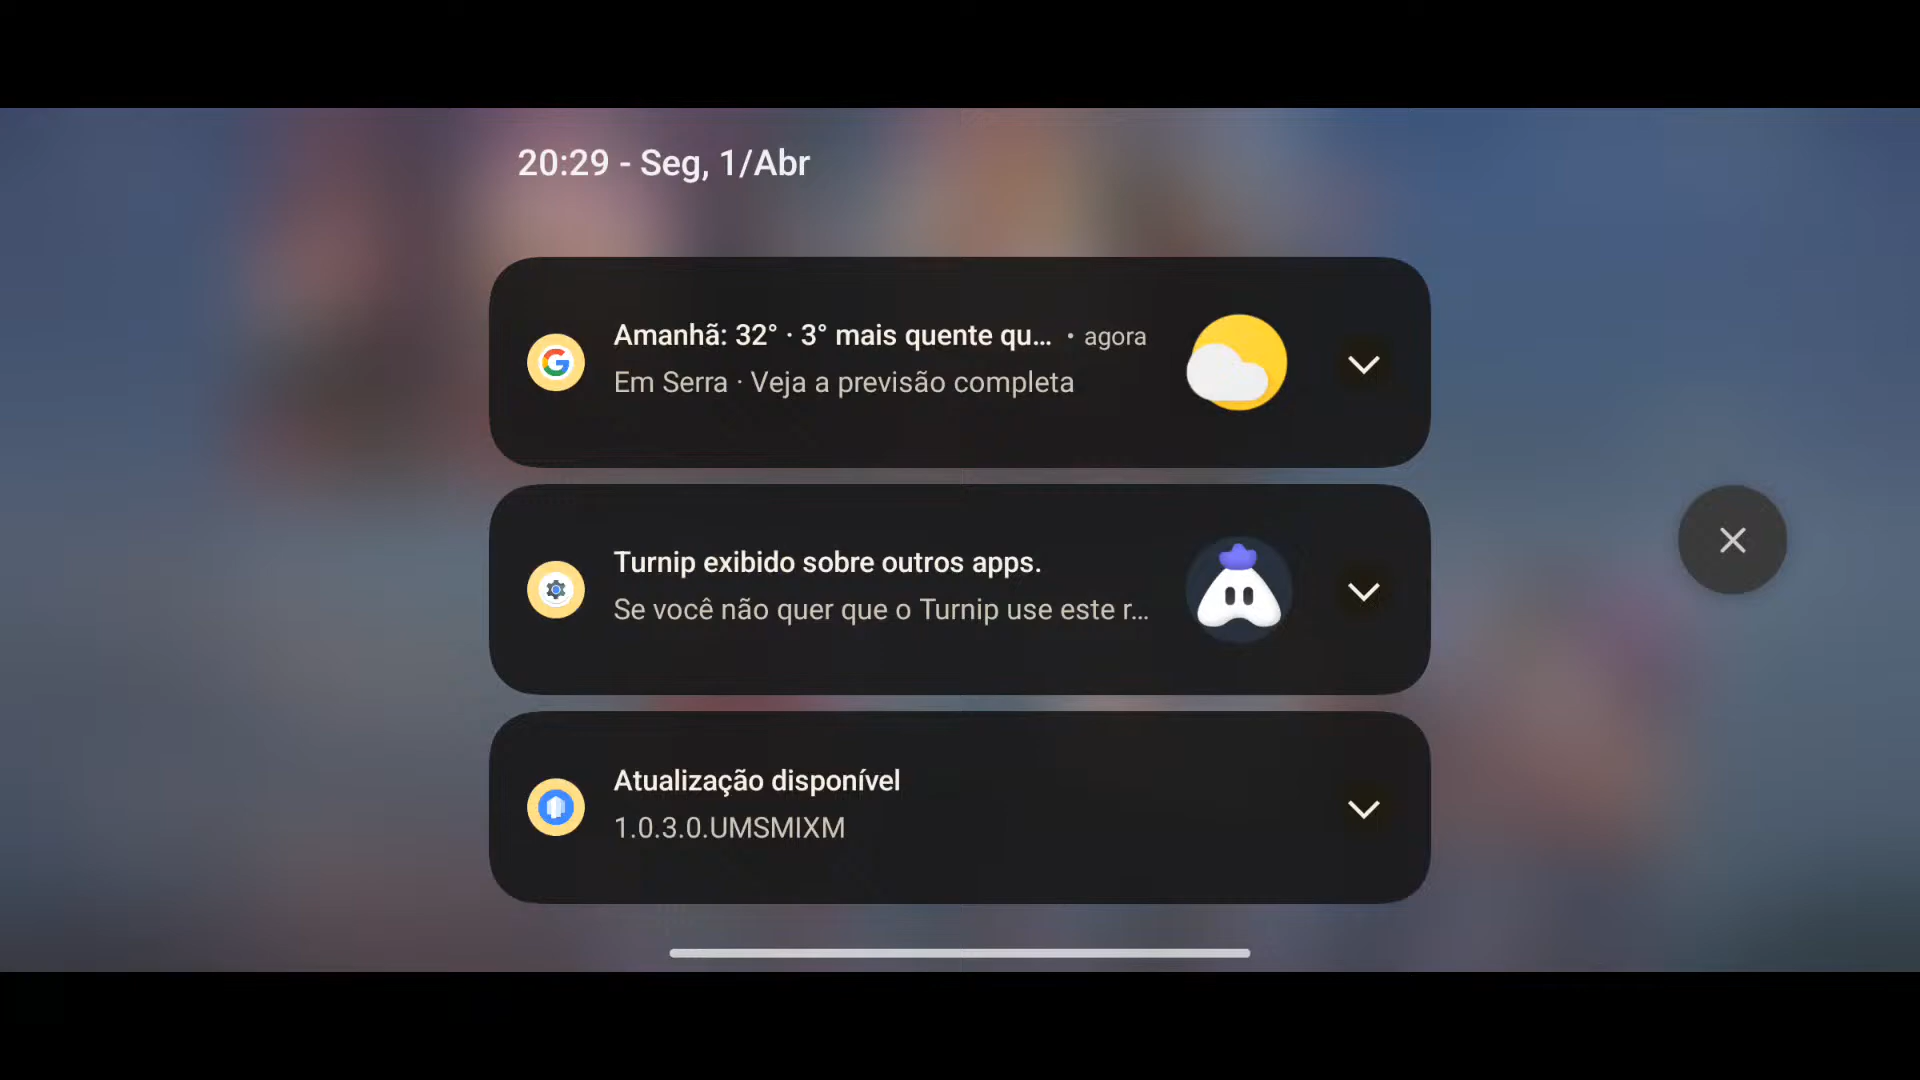 20:29 - Seg, 1/Abr
Amanhã: 32° · 3° mais quente qu... • agora
Em Serra · Veja a previsão completa
Turnip exibido sobre outros apps.
Se você não quer que o Turnip use este r...
Atualização disponível
1.0.3.0.UMSMIXM